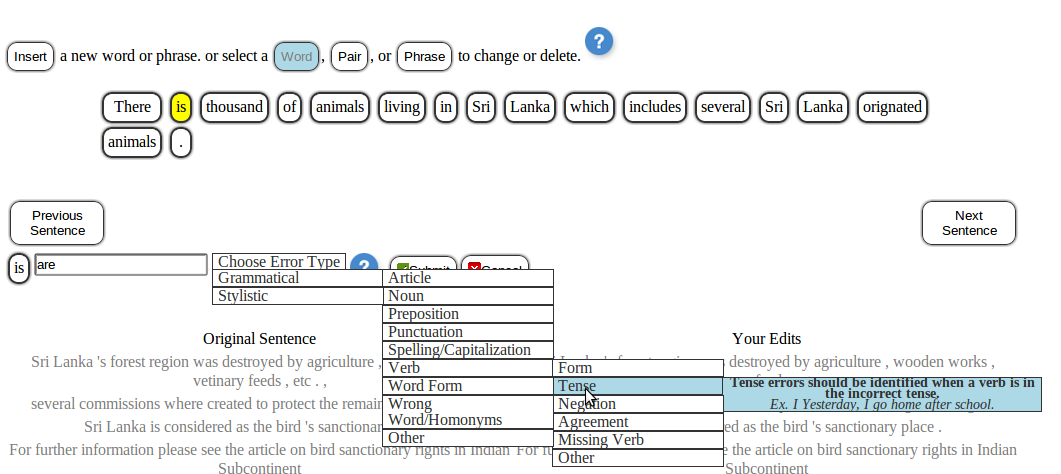 Insert a new word or phrase. or select a Word , Pair , or Phrase to change or delete. ?
There is thousand of animals living in Sri Lanka which includes several Sri Lanka orignated
animals .
Previous Sentence
Next Sentence
is are Choose Error Type ? Submit Cancel
Grammatical Article
Stylistic Noun
Preposition
Punctuation
Spelling/Capitalization
Verb Form
Word Form Tense
Wrong Word/Homonyms Negation
Agreement
Other Missing Verb
Other
Tense errors should be identified when a verb is in
the incorrect tense,
Ex. I Yesterday, I go home after school.
Original Sentence Your Edits
Sri Lanka 's forest region was destroyed by agriculture , destroyed by agriculture , wooden works ,
vetinary feeds , etc . ,
several commissions where created to protect the remain
Sri Lanka is considered as the bird 's sanctionar ed as the bird 's sanctionary place .
For further information please see the article on bird sanctionary rights in Indian For fu e the article on bird sanctionary rights in Indian
Subcontinent Subcontinent